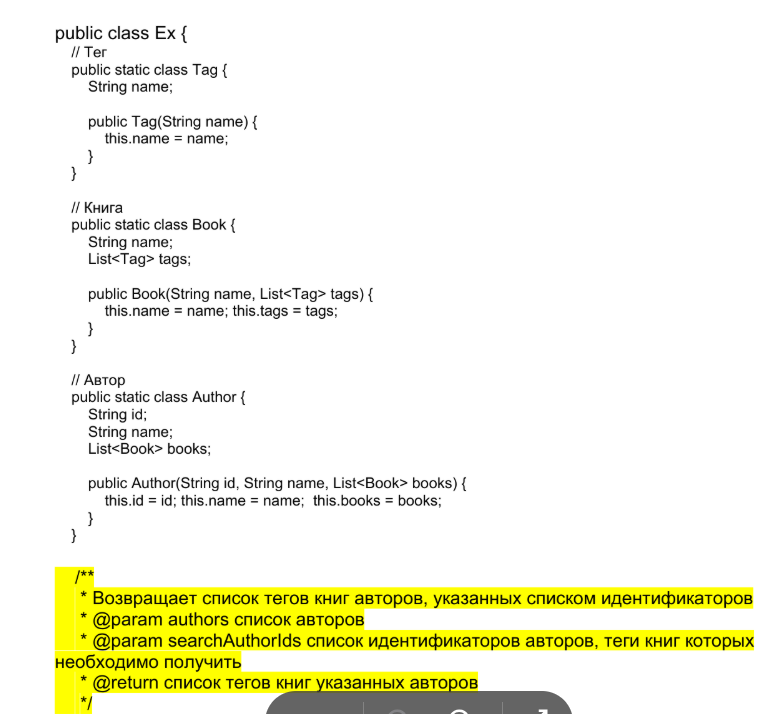 public class Ex {
// Тег
public static class Tag {
String name;
public Tag(String name) {
this.name = name;
}
}
// Книга
public static class Book {
String name;
List<Tag> tags;
public Book(String name, List<Tag> tags) {
this.name = name; this.tags = tags;
}
}
// Автор
public static class Author {
String id;
String name;
List<Book> books;
public Author(String id, String name, List<Book> books) {
this.id = id; this.name = name;  this.books = books;
}
}
/**
* Возвращает список тегов книг авторов, указанных списком идентификаторов
* @param authors список авторов
* @param searchAuthorIds список идентификаторов авторов, теги книг которых
необходимо получить
* @return список тегов книг указанных авторов
*/